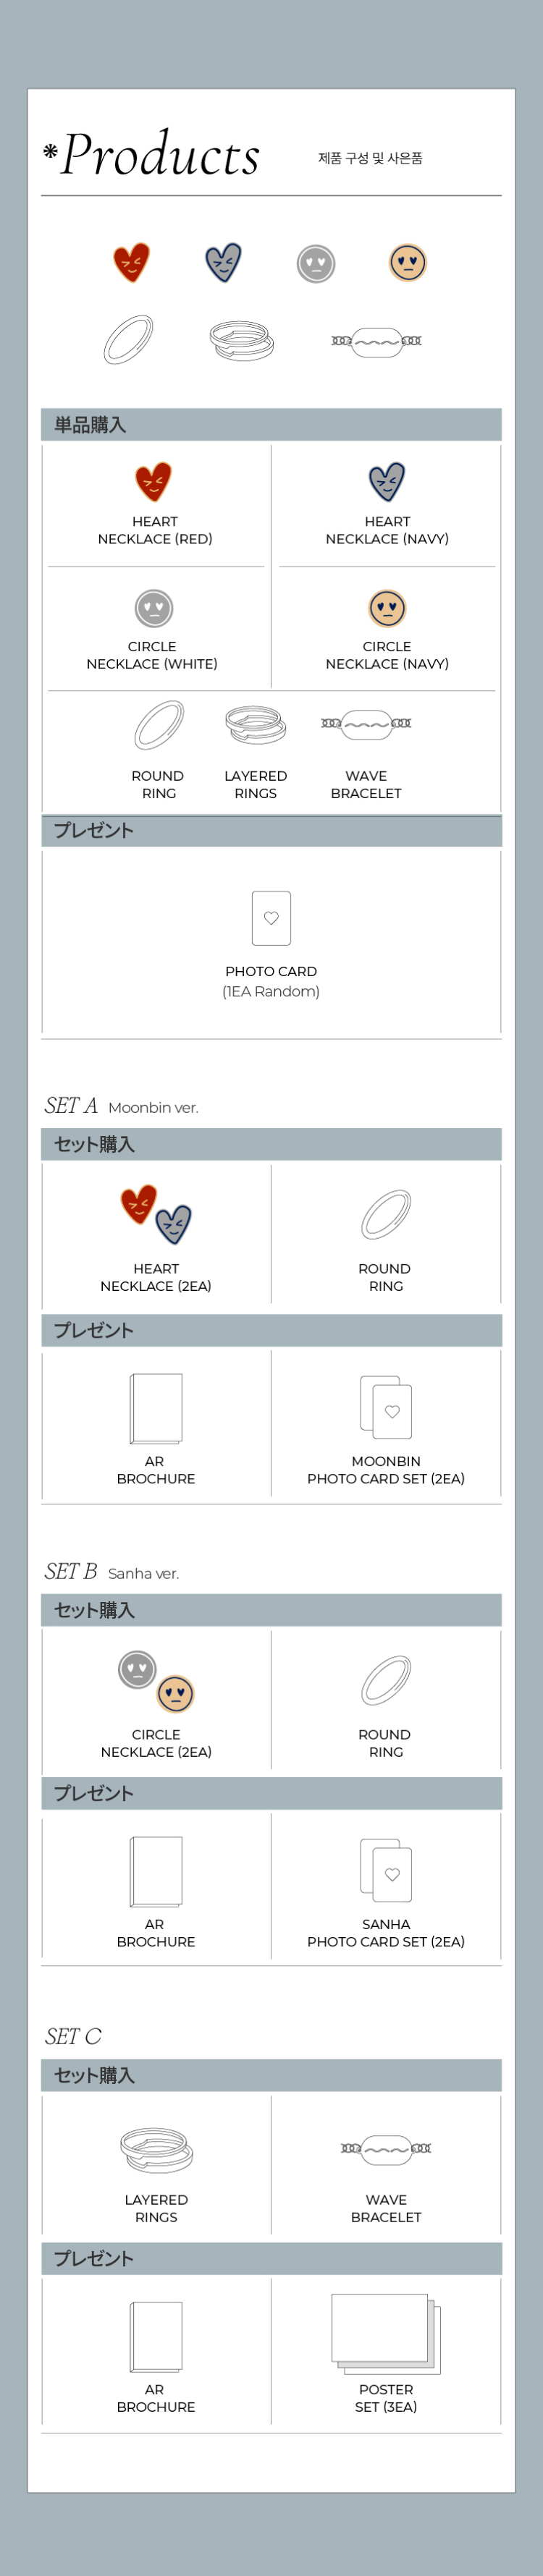 *Products
제품 구성 및 사은품
単品購入
HEART
NECKLACE (RED)
HEART
NECKLACE (NAVY)
CIRCLE
NECKLACE (WHITE)
CIRCLE
NECKLACE (NAVY)
ROUND
RING
LAYERED
RINGS
WAVE
BRACELET
プレゼント
PHOTO CARD
(1EA Random)
SET A Moonbin ver.
セット購入
HEART
NECKLACE (2EA)
ROUND
RING
プレゼント
AR
BROCHURE
MOONBIN
PHOTO CARD SET (2EA)
SET B Sanha ver.
セット購入
CIRCLE
NECKLACE (2EA)
ROUND
RING
プレゼント
AR
BROCHURE
SANHA
PHOTO CARD SET (2EA)
SET C
セット購入
LAYERED
RINGS
WAVE
BRACELET
プレゼント
AR
BROCHURE
POSTER
SET (3EA)